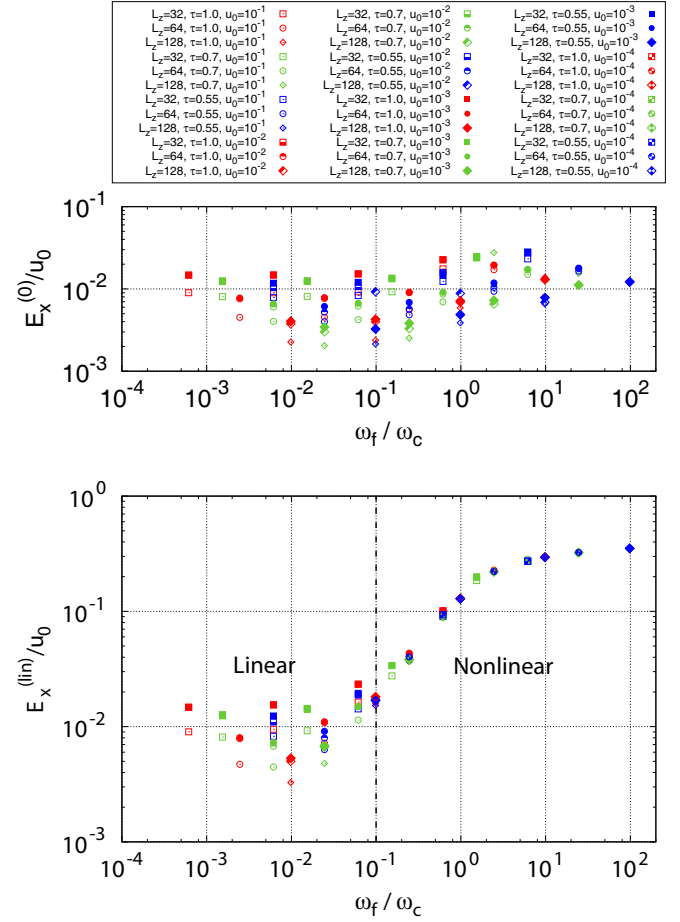 L_z=32, τ=1.0, u_0=10^-1 L_z=32, τ=0.7, u_0=10^-2 L_z=32, τ=0.55, u_0=10^-3
L_z=64, τ=1.0, u_0=10^-1 L_z=64, τ=0.7, u_0=10^-2 L_z=64, τ=0.55, u_0=10^-3
L_z=128, τ=1.0, u_0=10^-1 L_z=128, τ=0.7, u_0=10^-2 L_z=128, τ=0.55, u_0=10^-3
L_z=32, τ=0.7, u_0=10^-1 L_z=32, τ=0.55, u_0=10^-2 L_z=32, τ=1.0, u_0=10^-4
L_z=64, τ=0.7, u_0=10^-1 L_z=64, τ=0.55, u_0=10^-2 L_z=64, τ=1.0, u_0=10^-4
L_z=128, τ=0.7, u_0=10^-1 L_z=128, τ=0.55, u_0=10^-2 L_z=128, τ=1.0, u_0=10^-4
L_z=32, τ=0.55, u_0=10^-1 L_z=32, τ=1.0, u_0=10^-3 L_z=32, τ=0.7, u_0=10^-4
L_z=64, τ=0.55, u_0=10^-1 L_z=64, τ=1.0, u_0=10^-3 L_z=64, τ=0.7, u_0=10^-4
L_z=128, τ=0.55, u_0=10^-1 L_z=128, τ=1.0, u_0=10^-3 L_z=128, τ=0.7, u_0=10^-4
L_z=32, τ=1.0, u_0=10^-2 L_z=32, τ=0.7, u_0=10^-3 L_z=32, τ=0.55, u_0=10^-4
L_z=64, τ=1.0, u_0=10^-2 L_z=64, τ=0.7, u_0=10^-3 L_z=64, τ=0.55, u_0=10^-4
L_z=128, τ=1.0, u_0=10^-2 L_z=128, τ=0.7, u_0=10^-3 L_z=128, τ=0.55, u_0=10^-4
E_x^(0)/u_0
10^-1
10^-2
10^-3
10^-4 10^-3 10^-2 10^-1 10^0 10^1 10^2
ω_f / ω_c
E_x^(lin)/u_0
10^0
10^-1
10^-2
10^-3
Linear Nonlinear
10^-4 10^-3 10^-2 10^-1 10^0 10^1 10^2
ω_f / ω_c